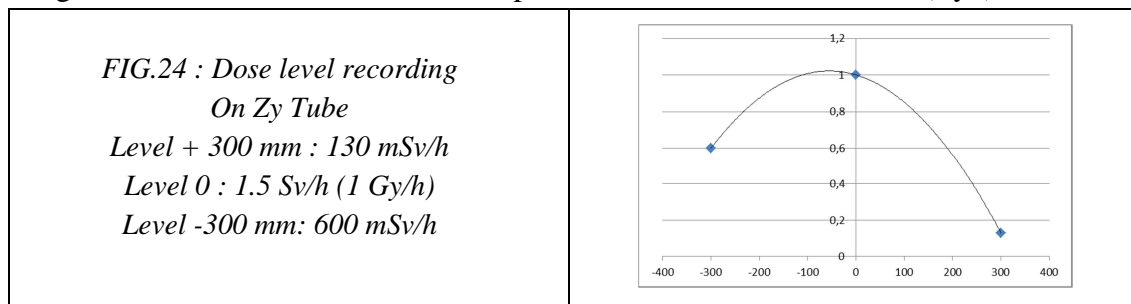 FIG.24 : Dose level recording
On Zy Tube
Level + 300 mm : 130 mSv/h
Level 0 : 1.5 Sv/h (1 Gy/h)
Level -300 mm: 600 mSv/h
1,2
1
0,8
0,6
0,4
0,2
0
-400 -300 -200 -100 0 100 200 300 400